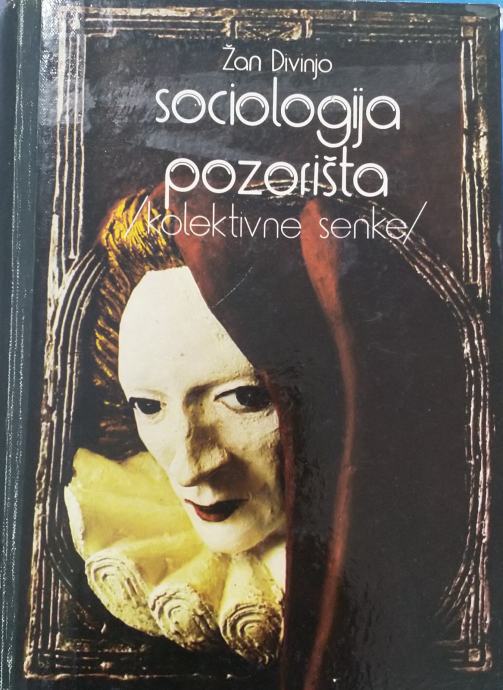 Žan Divinjo
sociologija
pozorišta
/kolektivne senke/